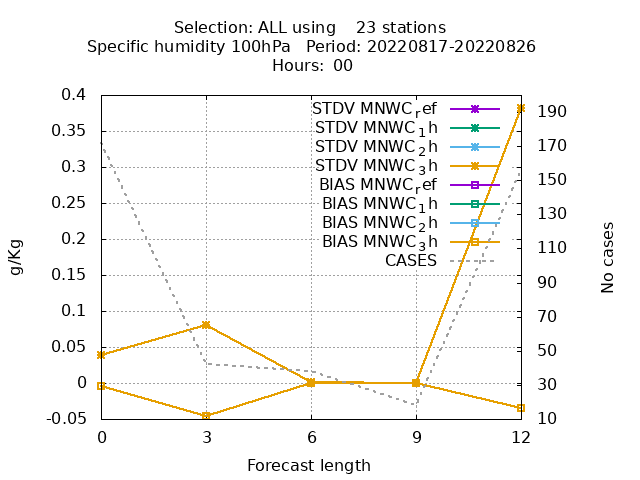 Selection: ALL using 23 stations
Specific humidity 100hPa Period: 20220817-20220826
Hours: 00
0.4
0.35
0.3
0.25
0.2
0.15
0.1
0.05
0
-0.05
g/Kg
STDV MNWC_ref
STDV MNWC_1h
STDV MNWC_2h
STDV MNWC_3h
BIAS MNWC_ref
BIAS MNWC_1h
BIAS MNWC_2h
BIAS MNWC_3h
CASES
190
170
150
130
110
90
70
50
30
10
No cases
0 3 6 9 12
Forecast length